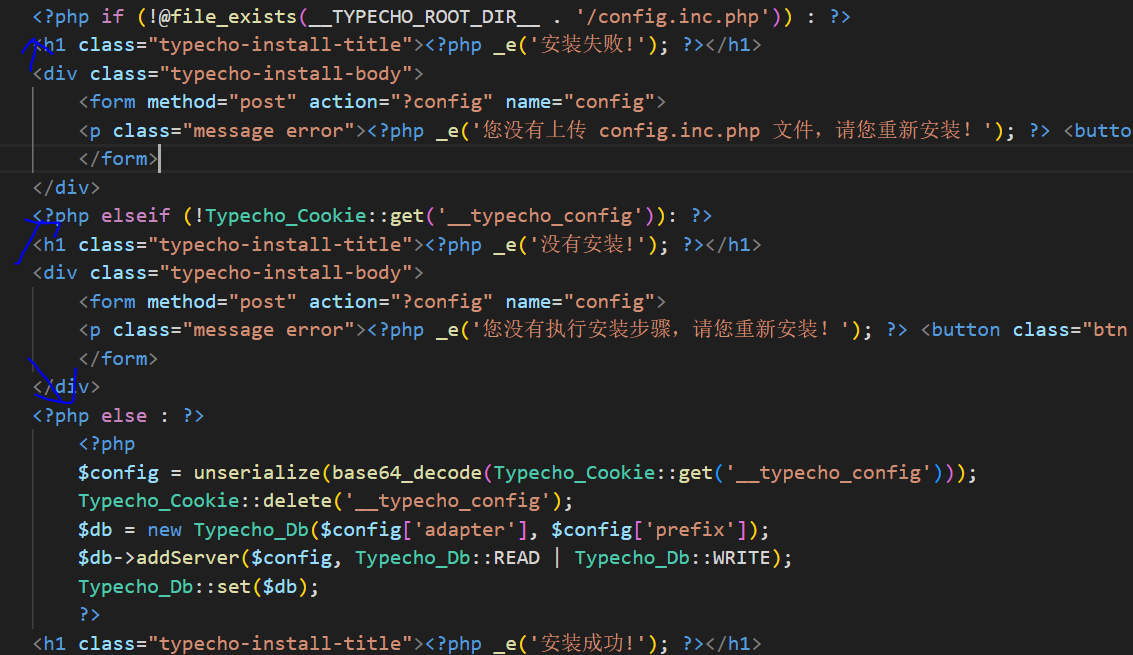 <?php if (!@file_exists(__TYPECHO_ROOT_DIR__ . '/config.inc.php')) : ?>
<h1 class="typecho-install-title"><?php _e('安装失败!'); ?></h1>
<div class="typecho-install-body">
<form method="post" action="?config" name="config">
<p class="message error"><?php _e('您没有上传 config.inc.php 文件，请您重新安装！'); ?> <butto
</form>
</div>
<?php elseif (!Typecho_Cookie::get('__typecho_config')): ?>
<h1 class="typecho-install-title"><?php _e('没有安装!'); ?></h1>
<div class="typecho-install-body">
<form method="post" action="?config" name="config">
<p class="message error"><?php _e('您没有执行安装步骤，请您重新安装！'); ?> <button class="btn
</form>
</div>
<?php else : ?>
<?php
$config = unserialize(base64_decode(Typecho_Cookie::get('__typecho_config')));
Typecho_Cookie::delete('__typecho_config');
$db = new Typecho_Db($config['adapter'], $config['prefix']);
$db->addServer($config, Typecho_Db::READ | Typecho_Db::WRITE);
Typecho_Db::set($db);
?>
<h1 class="typecho-install-title"><?php _e('安装成功!'); ?></h1>